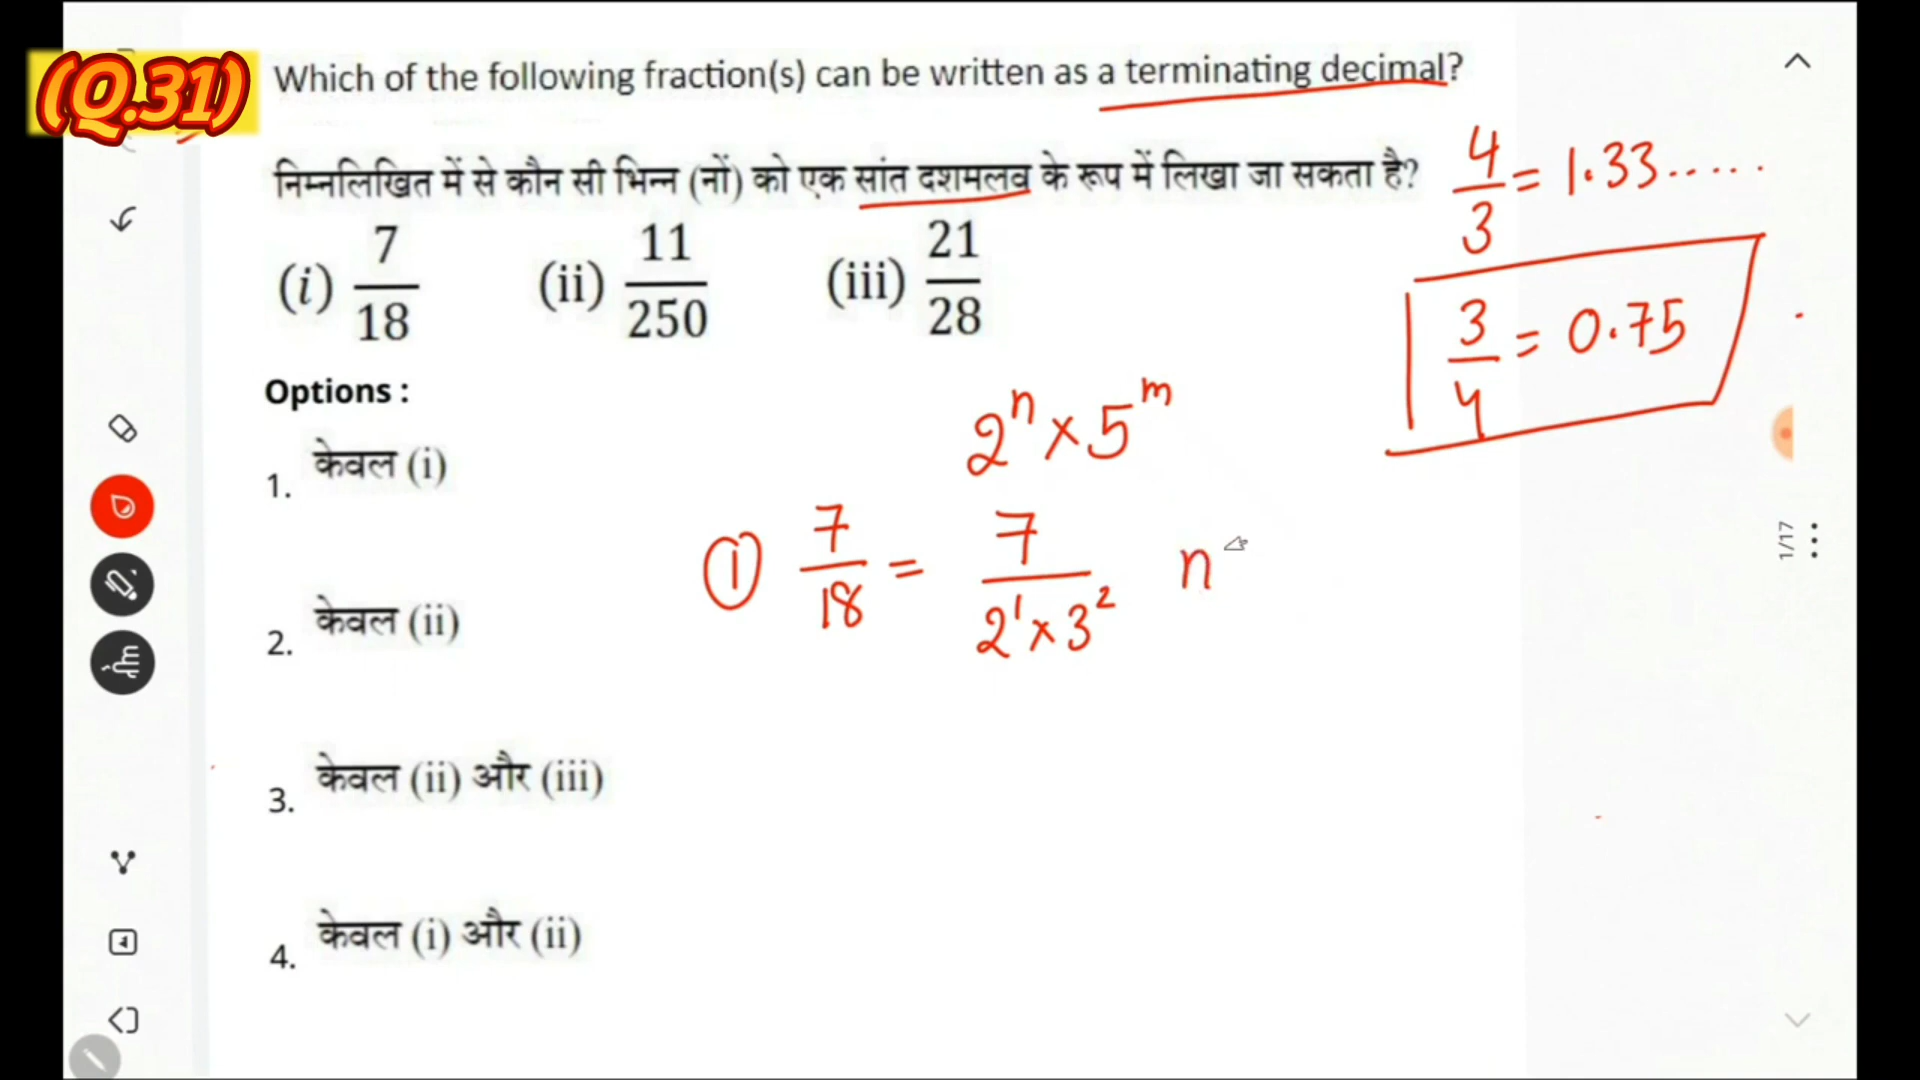 (Q.31) Which of the following fraction(s) can be written as a terminating decimal?
निम्नलिखित में से कौन सी भिन्न (नों) को एक सांत दशमलव के रूप में लिखा जा सकता है?
4/3 = 1.33.....
(i) 7/18 (ii) 11/250 (iii) 21/28
3/4 = 0.75
Options :
2^n × 5^m
1. केवल (i)
① 7/18 = 7/(2^1 × 3^2) n
2. केवल (ii)
3. केवल (ii) और (iii)
4. केवल (i) और (ii)
1/17